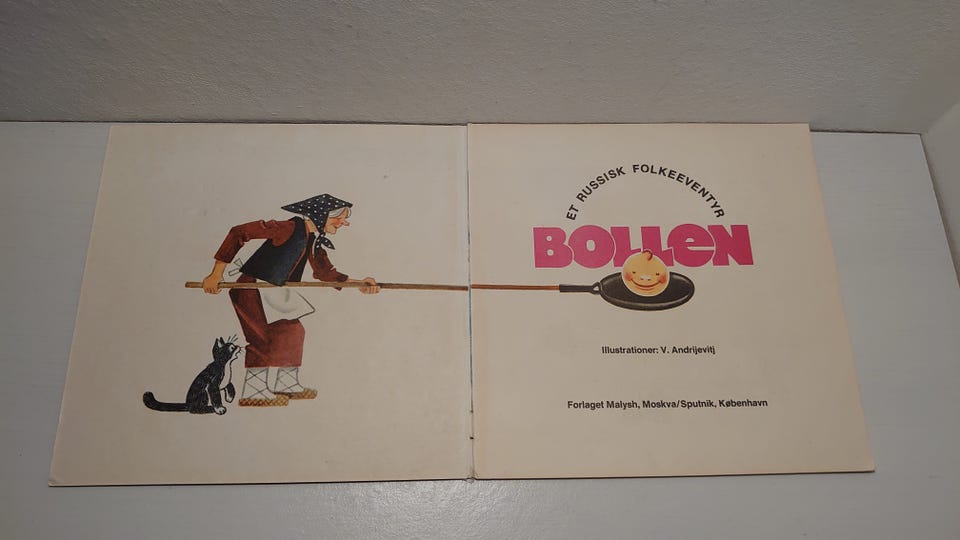 ET RUSSISK FOLKEEVENTYR
BOLLEN
Illustrationer: V. Andrijevitj
Forlaget Malysh, Moskva/Sputnik, København